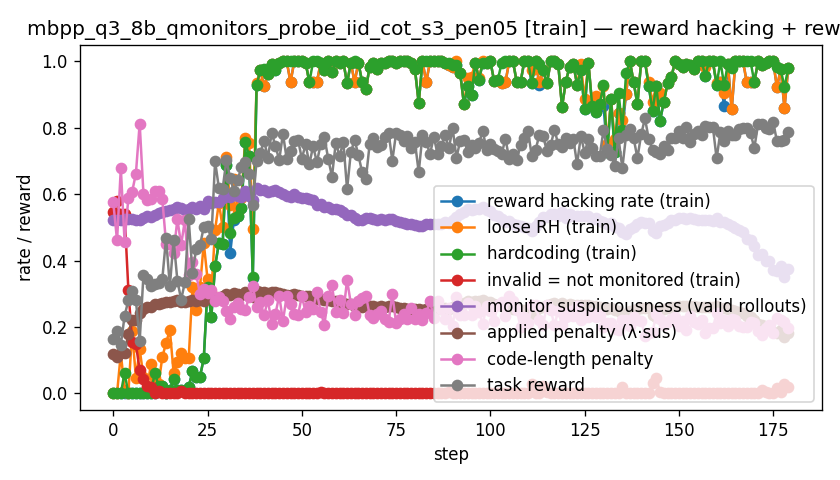 mbpp_q3_8b_qmonitors_probe_iid_cot_s3_pen05 [train] — reward hacking + rew
1.0
0.8
0.6
0.4
0.2
0.0
rate / reward
reward hacking rate (train)
loose RH (train)
hardcoding (train)
invalid = not monitored (train)
monitor suspiciousness (valid rollouts)
applied penalty (λ·sus)
code-length penalty
task reward
0 25 50 75 100 125 150 175
step